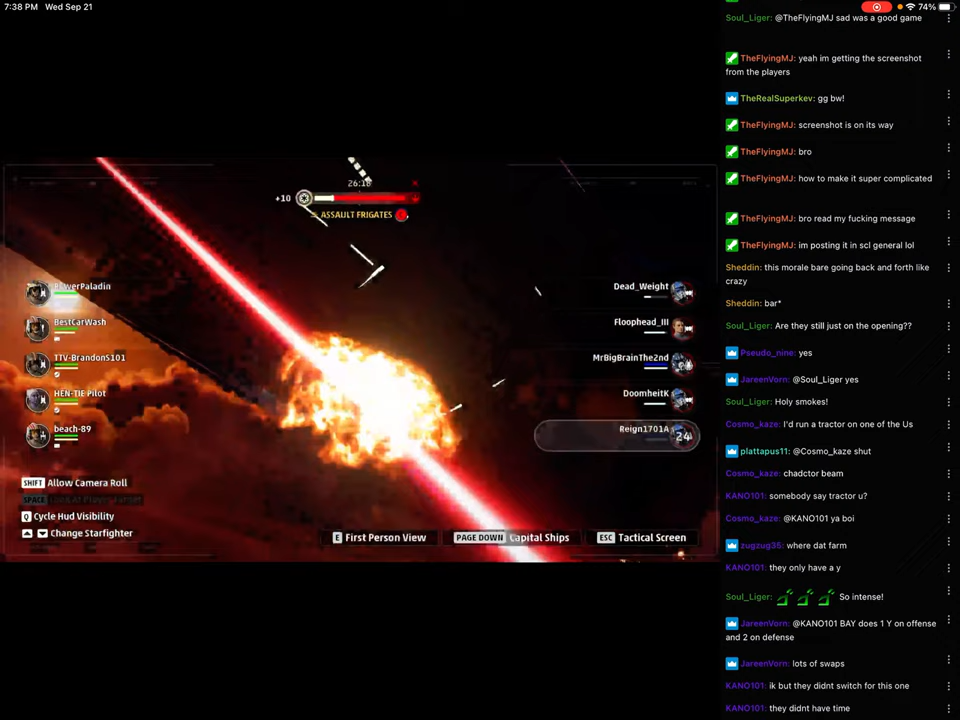 7:38 PM Wed Sep 21
74%
26:18
+10
ASSAULT FRIGATES
PowerPaladin
BestCarWash
TTV-BrandonS101
HEN-TIE Pilot
beach-89
Dead_Weight
Floophead_III
MrBigBrainThe2nd
DoomheitK
Reign1701A
24
SHIFT Allow Camera Roll
SPACE Look At Player Target
Q Cycle Hud Visibility
Change Starfighter
E First Person View
PAGE DOWN Capital Ships
ESC Tactical Screen
Soul_Liger: @TheFlyingMJ sad was a good game
TheFlyingMJ: yeah im getting the screenshot
from the players
TheRealSuperkev: gg bw!
TheFlyingMJ: screenshot is on its way
TheFlyingMJ: bro
TheFlyingMJ: how to make it super complicated
TheFlyingMJ: bro read my fucking message
TheFlyingMJ: im posting it in scl general lol
Sheddin: this morale bare going back and forth like
crazy
Sheddin: bar*
Soul_Liger: Are they still just on the opening??
Pseudo_nine: yes
JareenVorn: @Soul_Liger yes
Soul_Liger: Holy smokes!
Cosmo_kaze: I'd run a tractor on one of the Us
plattapus11: @Cosmo_kaze shut
Cosmo_kaze: chadctor beam
KANO101: somebody say tractor u?
Cosmo_kaze: @KANO101 ya boi
zugzug35: where dat farm
KANO101: they only have a y
Soul_Liger: So intense!
JareenVorn: @KANO101 BAY does 1 Y on offense
and 2 on defense
JareenVorn: lots of swaps
KANO101: ik but they didnt switch for this one
KANO101: they didnt have time